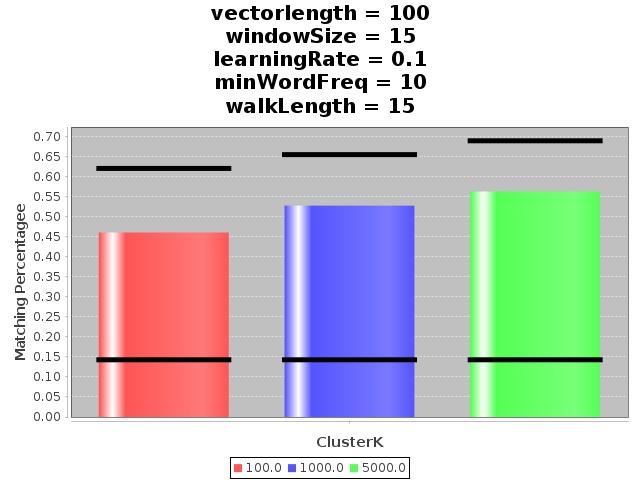 vectorlength = 100
windowSize = 15
learningRate = 0.1
minWordFreq = 10
walkLength = 15
Matching Percentagee
0.70
0.65
0.60
0.55
0.50
0.45
0.40
0.35
0.30
0.25
0.20
0.15
0.10
0.05
0.00
ClusterK
100.0 1000.0 5000.0